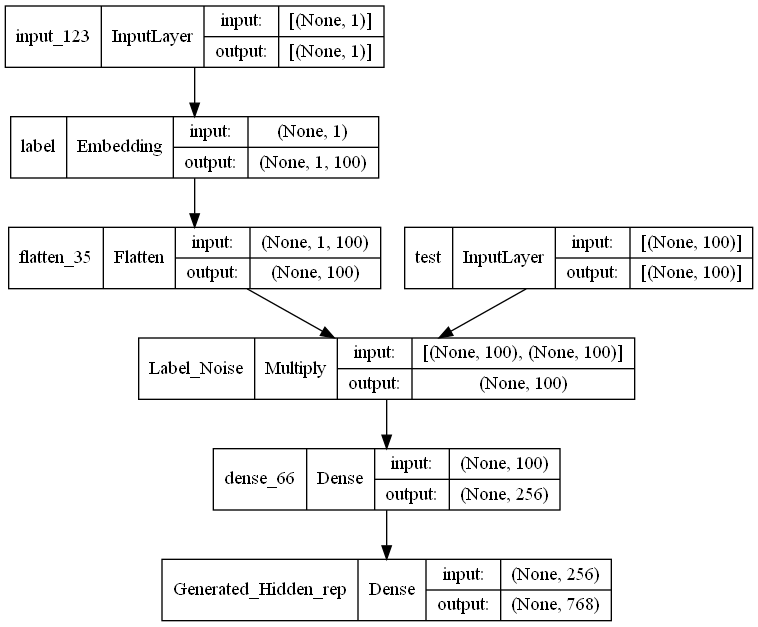 input_123 InputLayer input: [(None, 1)]
output: [(None, 1)]
label Embedding input: (None, 1)
output: (None, 1, 100)
flatten_35 Flatten input: (None, 1, 100)
output: (None, 100)
test InputLayer input: [(None, 100)]
output: [(None, 100)]
Label_Noise Multiply input: [(None, 100), (None, 100)]
output: (None, 100)
dense_66 Dense input: (None, 100)
output: (None, 256)
Generated_Hidden_rep Dense input: (None, 256)
output: (None, 768)